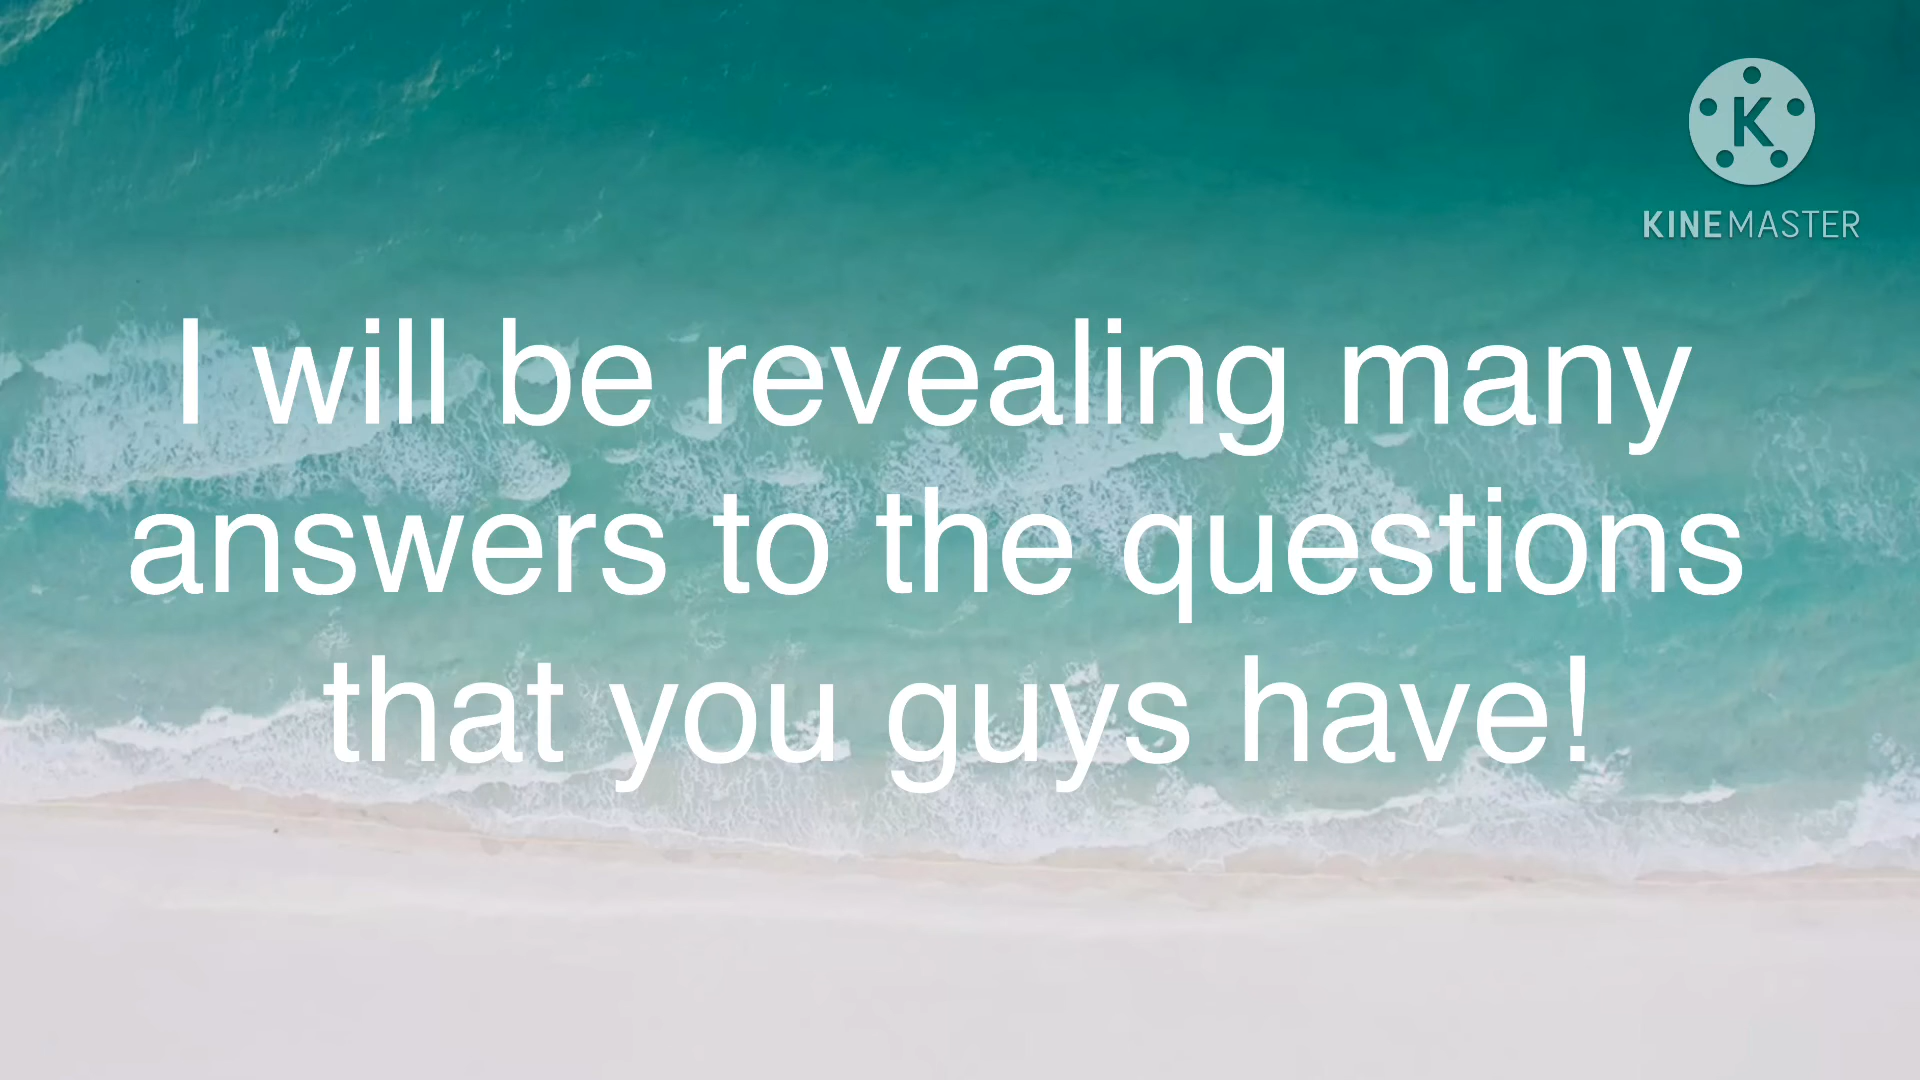 K
KINEMASTER
I will be revealing many
answers to the questions
that you guys have!